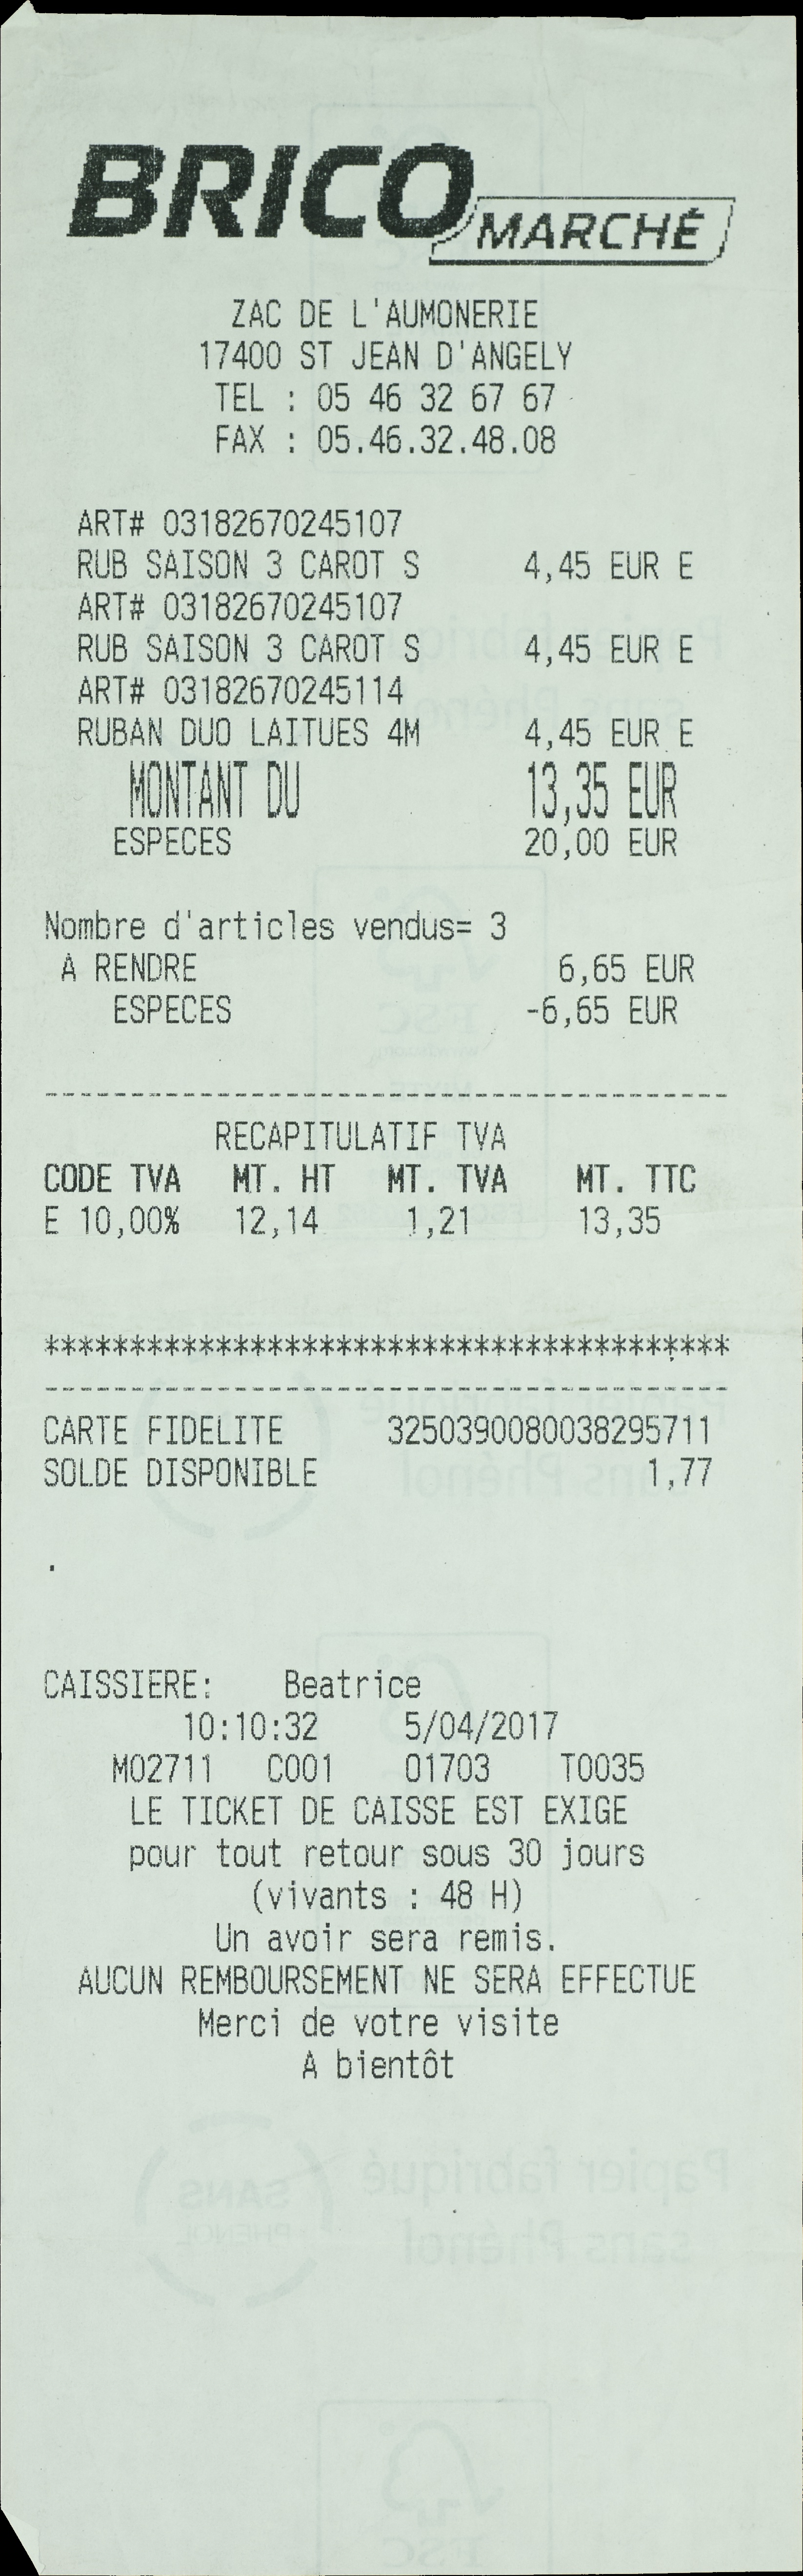 BRICO MARCHÉ
ZAC DE L'AUMONERIE
17400 ST JEAN D'ANGELY
TEL : 05 46 32 67 67
FAX : 05.46.32.48.08
ART# 03182670245107
RUB SAISON 3 CAROT S 4,45 EUR E
ART# 03182670245107
RUB SAISON 3 CAROT S 4,45 EUR E
ART# 03182670245114
RUBAN DUO LAITUES 4M 4,45 EUR E
MONTANT DU 13,35 EUR
ESPECES 20,00 EUR
Nombre d'articles vendus= 3
A RENDRE 6,65 EUR
ESPECES -6,65 EUR
----------------------------------------
RECAPITULATIF TVA
CODE TVA MT. HT MT. TVA MT. TTC
E 10,00% 12,14 1,21 13,35
****************************************
----------------------------------------
CARTE FIDELITE 3250390080038295711
SOLDE DISPONIBLE 1,77
.
CAISSIERE: Beatrice
10:10:32 5/04/2017
M02711 C001 01703 T0035
LE TICKET DE CAISSE EST EXIGE
pour tout retour sous 30 jours
(vivants : 48 H)
Un avoir sera remis.
AUCUN REMBOURSEMENT NE SERA EFFECTUE
Merci de votre visite
A bientôt
Papier fabriqué
sans Phénol
SANS
PHENOL
FSC